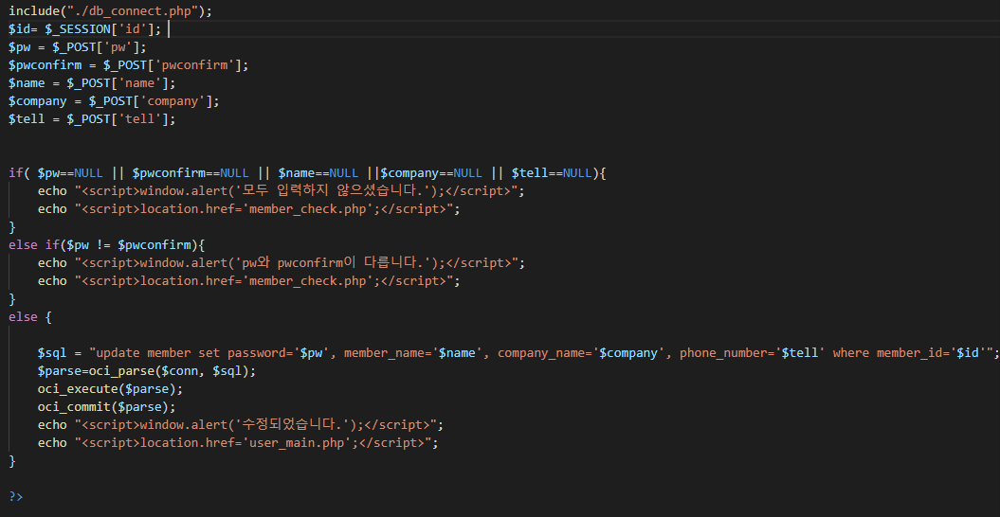 include("./db_connect.php");
$id= $_SESSION['id'];
$pw = $_POST['pw'];
$pwconfirm = $_POST['pwconfirm'];
$name = $_POST['name'];
$company = $_POST['company'];
$tell = $_POST['tell'];
if( $pw==NULL || $pwconfirm==NULL || $name==NULL ||$company==NULL || $tell==NULL){
echo "<script>window.alert('모두 입력하지 않으셨습니다.');</script>";
echo "<script>location.href='member_check.php';</script>";
}
else if($pw != $pwconfirm){
echo "<script>window.alert('pw와 pwconfirm이 다릅니다.');</script>";
echo "<script>location.href='member_check.php';</script>";
}
else {
$sql = "update member set password='$pw', member_name='$name', company_name='$company', phone_number='$tell' where member_id='$id'";
$parse=oci_parse($conn, $sql);
oci_execute($parse);
oci_commit($parse);
echo "<script>window.alert('수정되었습니다.');</script>";
echo "<script>location.href='user_main.php';</script>";
}
?>